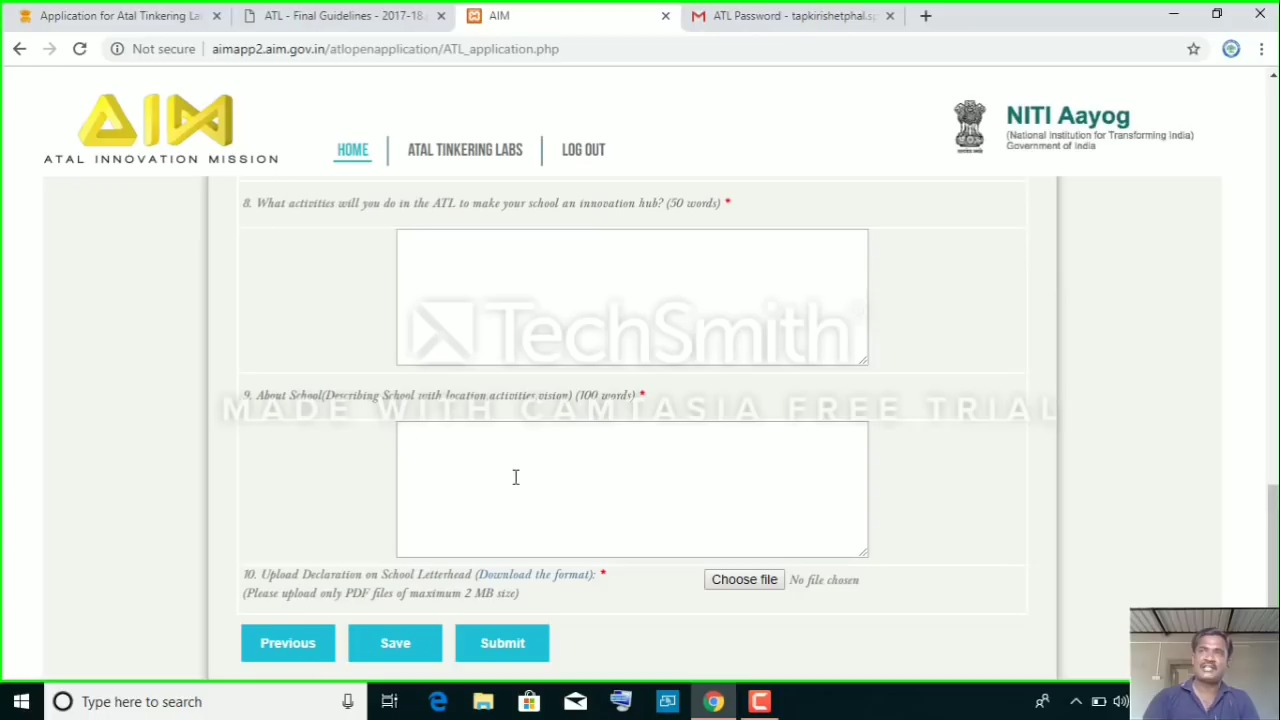 Application for Atal Tinkering La
ATL - Final Guidelines - 2017-18.
AIM
ATL Password - tapkirishetphal.s
Not secure
aimapp2.aim.gov.in/atlopenapplication/ATL_application.php
AIM
ATAL INNOVATION MISSION
HOME
ATAL TINKERING LABS
LOG OUT
NITI Aayog
(National Institution for Transforming India)
Government of India
8. What activities will you do in the ATL to make your school an innovation hub? (50 words) *
TechSmith
9. About School(Describing School with location,activities,vision) (100 words) *
MADE WITH CAMTASIA FREE TRIAL
10. Upload Declaration on School Letterhead (Download the format): *
Choose file No file chosen
(Please upload only PDF files of maximum 2 MB size)
Previous
Save
Submit
Type here to search